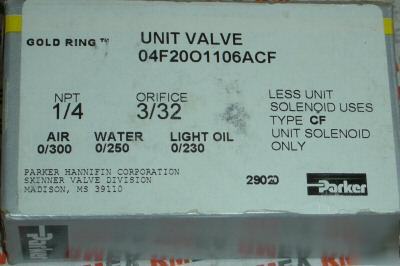 GOLD RING™
UNIT VALVE
04F20O1106ACF
NPT
1/4
ORIFICE
3/32
LESS UNIT
SOLENOID USES
TYPE CF
UNIT SOLENOID
ONLY
AIR
0/300
WATER
0/250
LIGHT OIL
0/230
PARKER HANNIFIN CORPORATION
SKINNER VALVE DIVISION
MADISON, MS 39110
29020
Parker
Parker